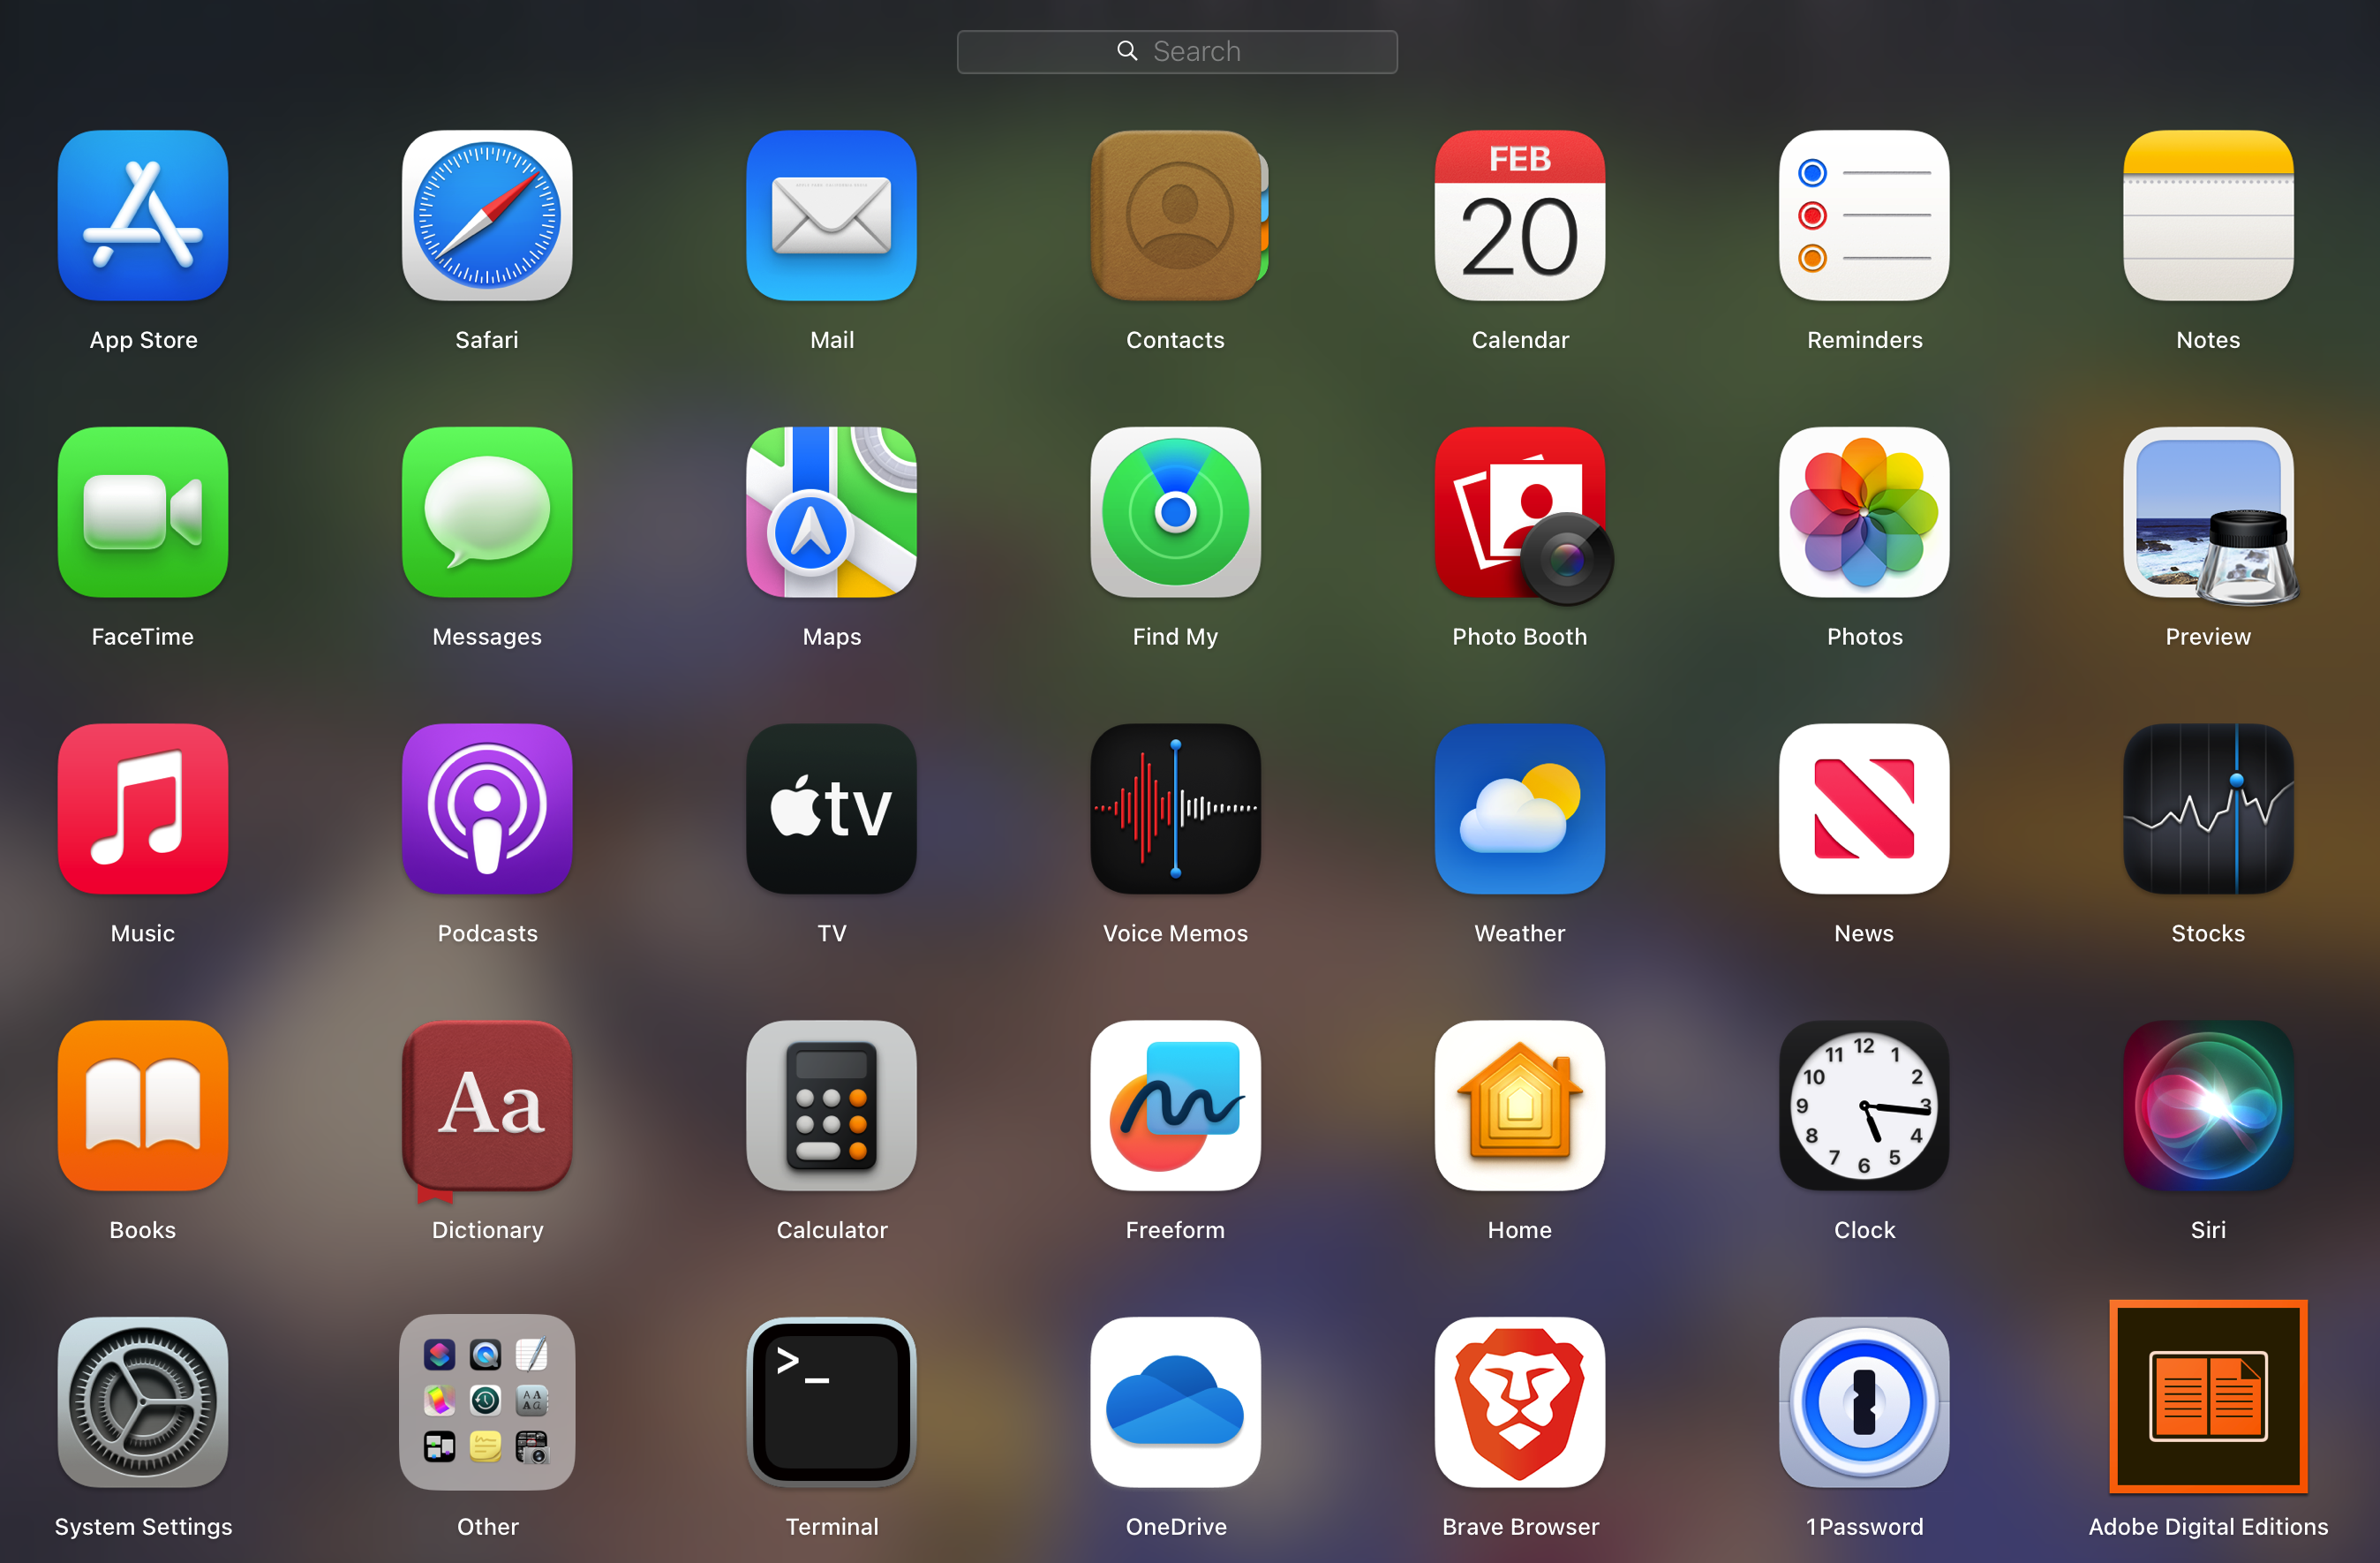 Search
FEB
20
App Store
Safari
Mail
Contacts
Calendar
Reminders
Notes
FaceTime
Messages
Maps
Find My
Photo Booth
Photos
Preview
tv
Music
Podcasts
TV
Voice Memos
Weather
News
Stocks
Aa
12
11 1
10 2
9 3
8 4
7 5
6
Books
Dictionary
Calculator
Freeform
Home
Clock
Siri
>_
System Settings
Other
Terminal
OneDrive
Brave Browser
1Password
Adobe Digital Editions